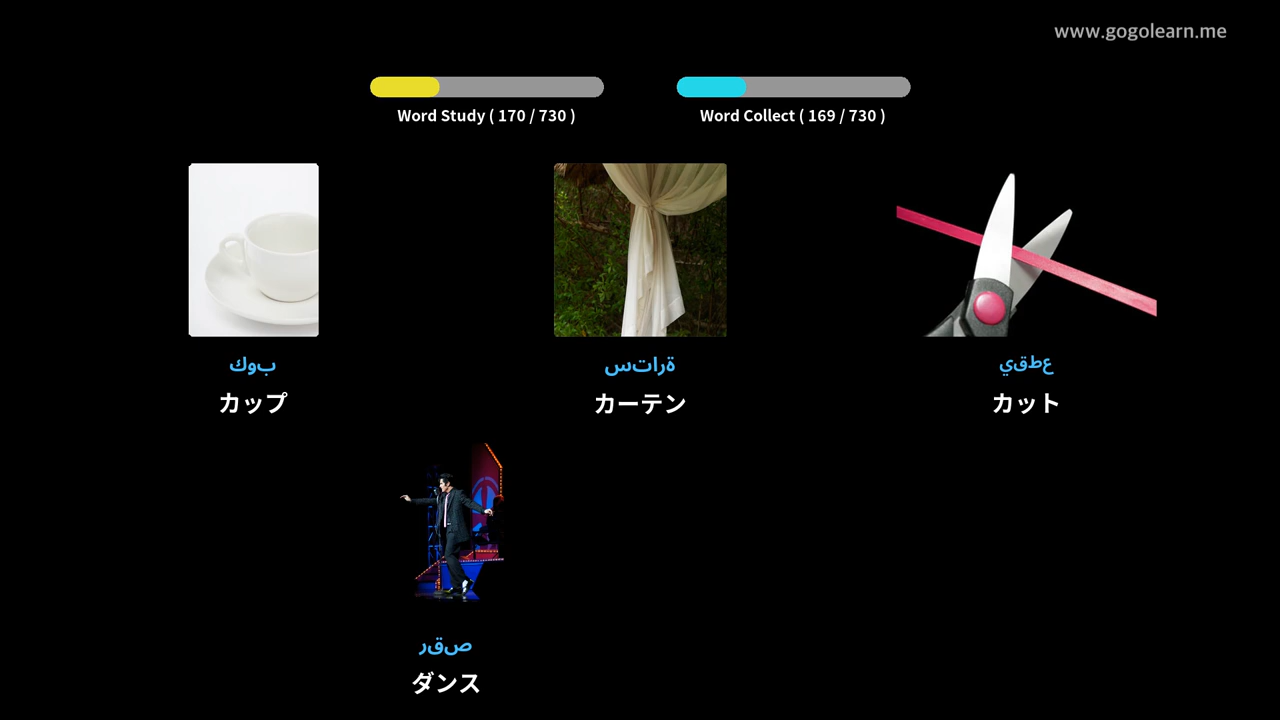 www.gogolearn.me
Word Study ( 170 / 730 )
Word Collect ( 169 / 730 )
بوك
カップ
ةراتس
カーテン
عطقي
カット
صقر
ダンス